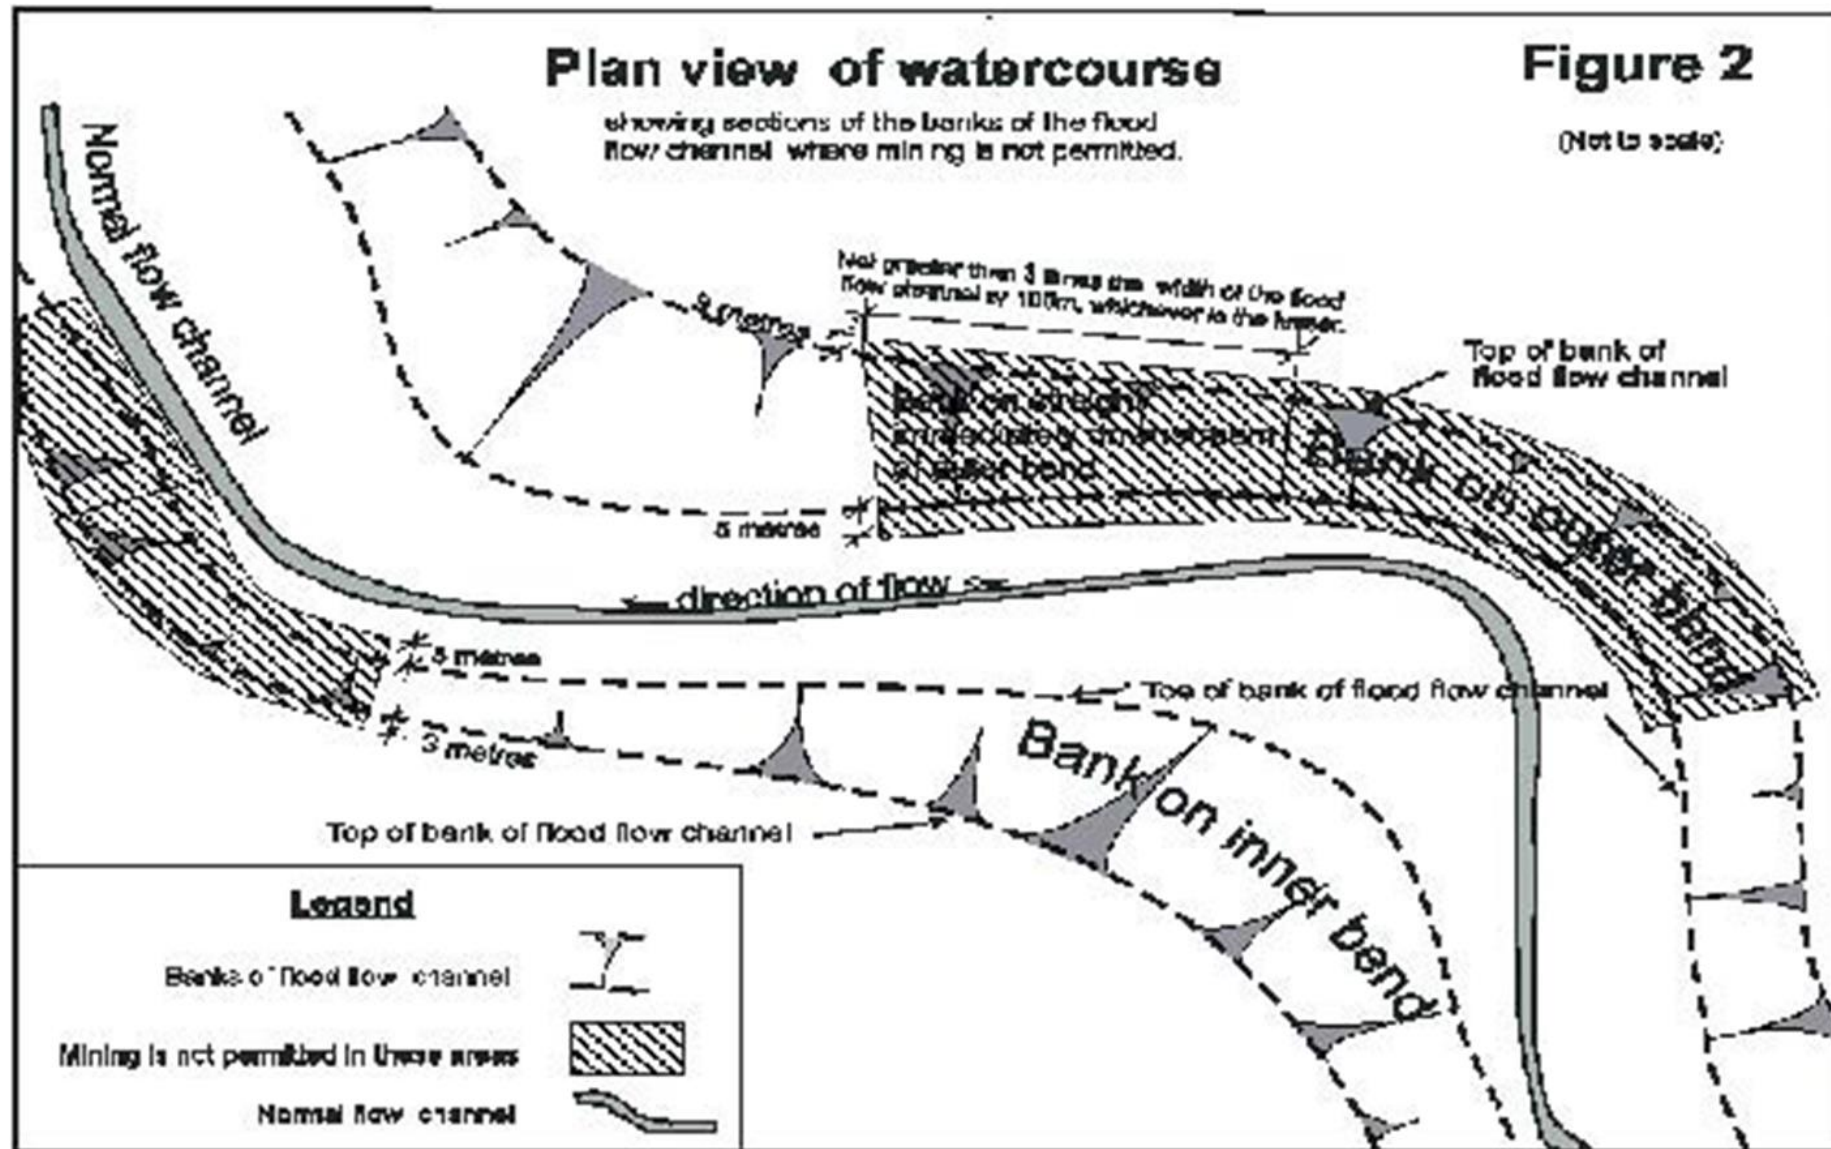 Plan view of watercourse
Figure 2
showing sections of the banks of the flood
flow channel where mining is not permitted.
(Not to scale)
Normal flow channel
Not greater than 3 times the width of the flood
flow channel or 100m, whichever is the
3 metres
Top of bank of
flood flow channel
Bank on straight
immediately downstream
of outer bend
Bank on outer bend
5 metres
direction of flow
5 metres
Top of bank of flood flow channel
3 metres
Bank on inner bend
Top of bank of flood flow channel
Legend
Banks of flood flow channel
Mining is not permitted in these areas
Normal flow channel